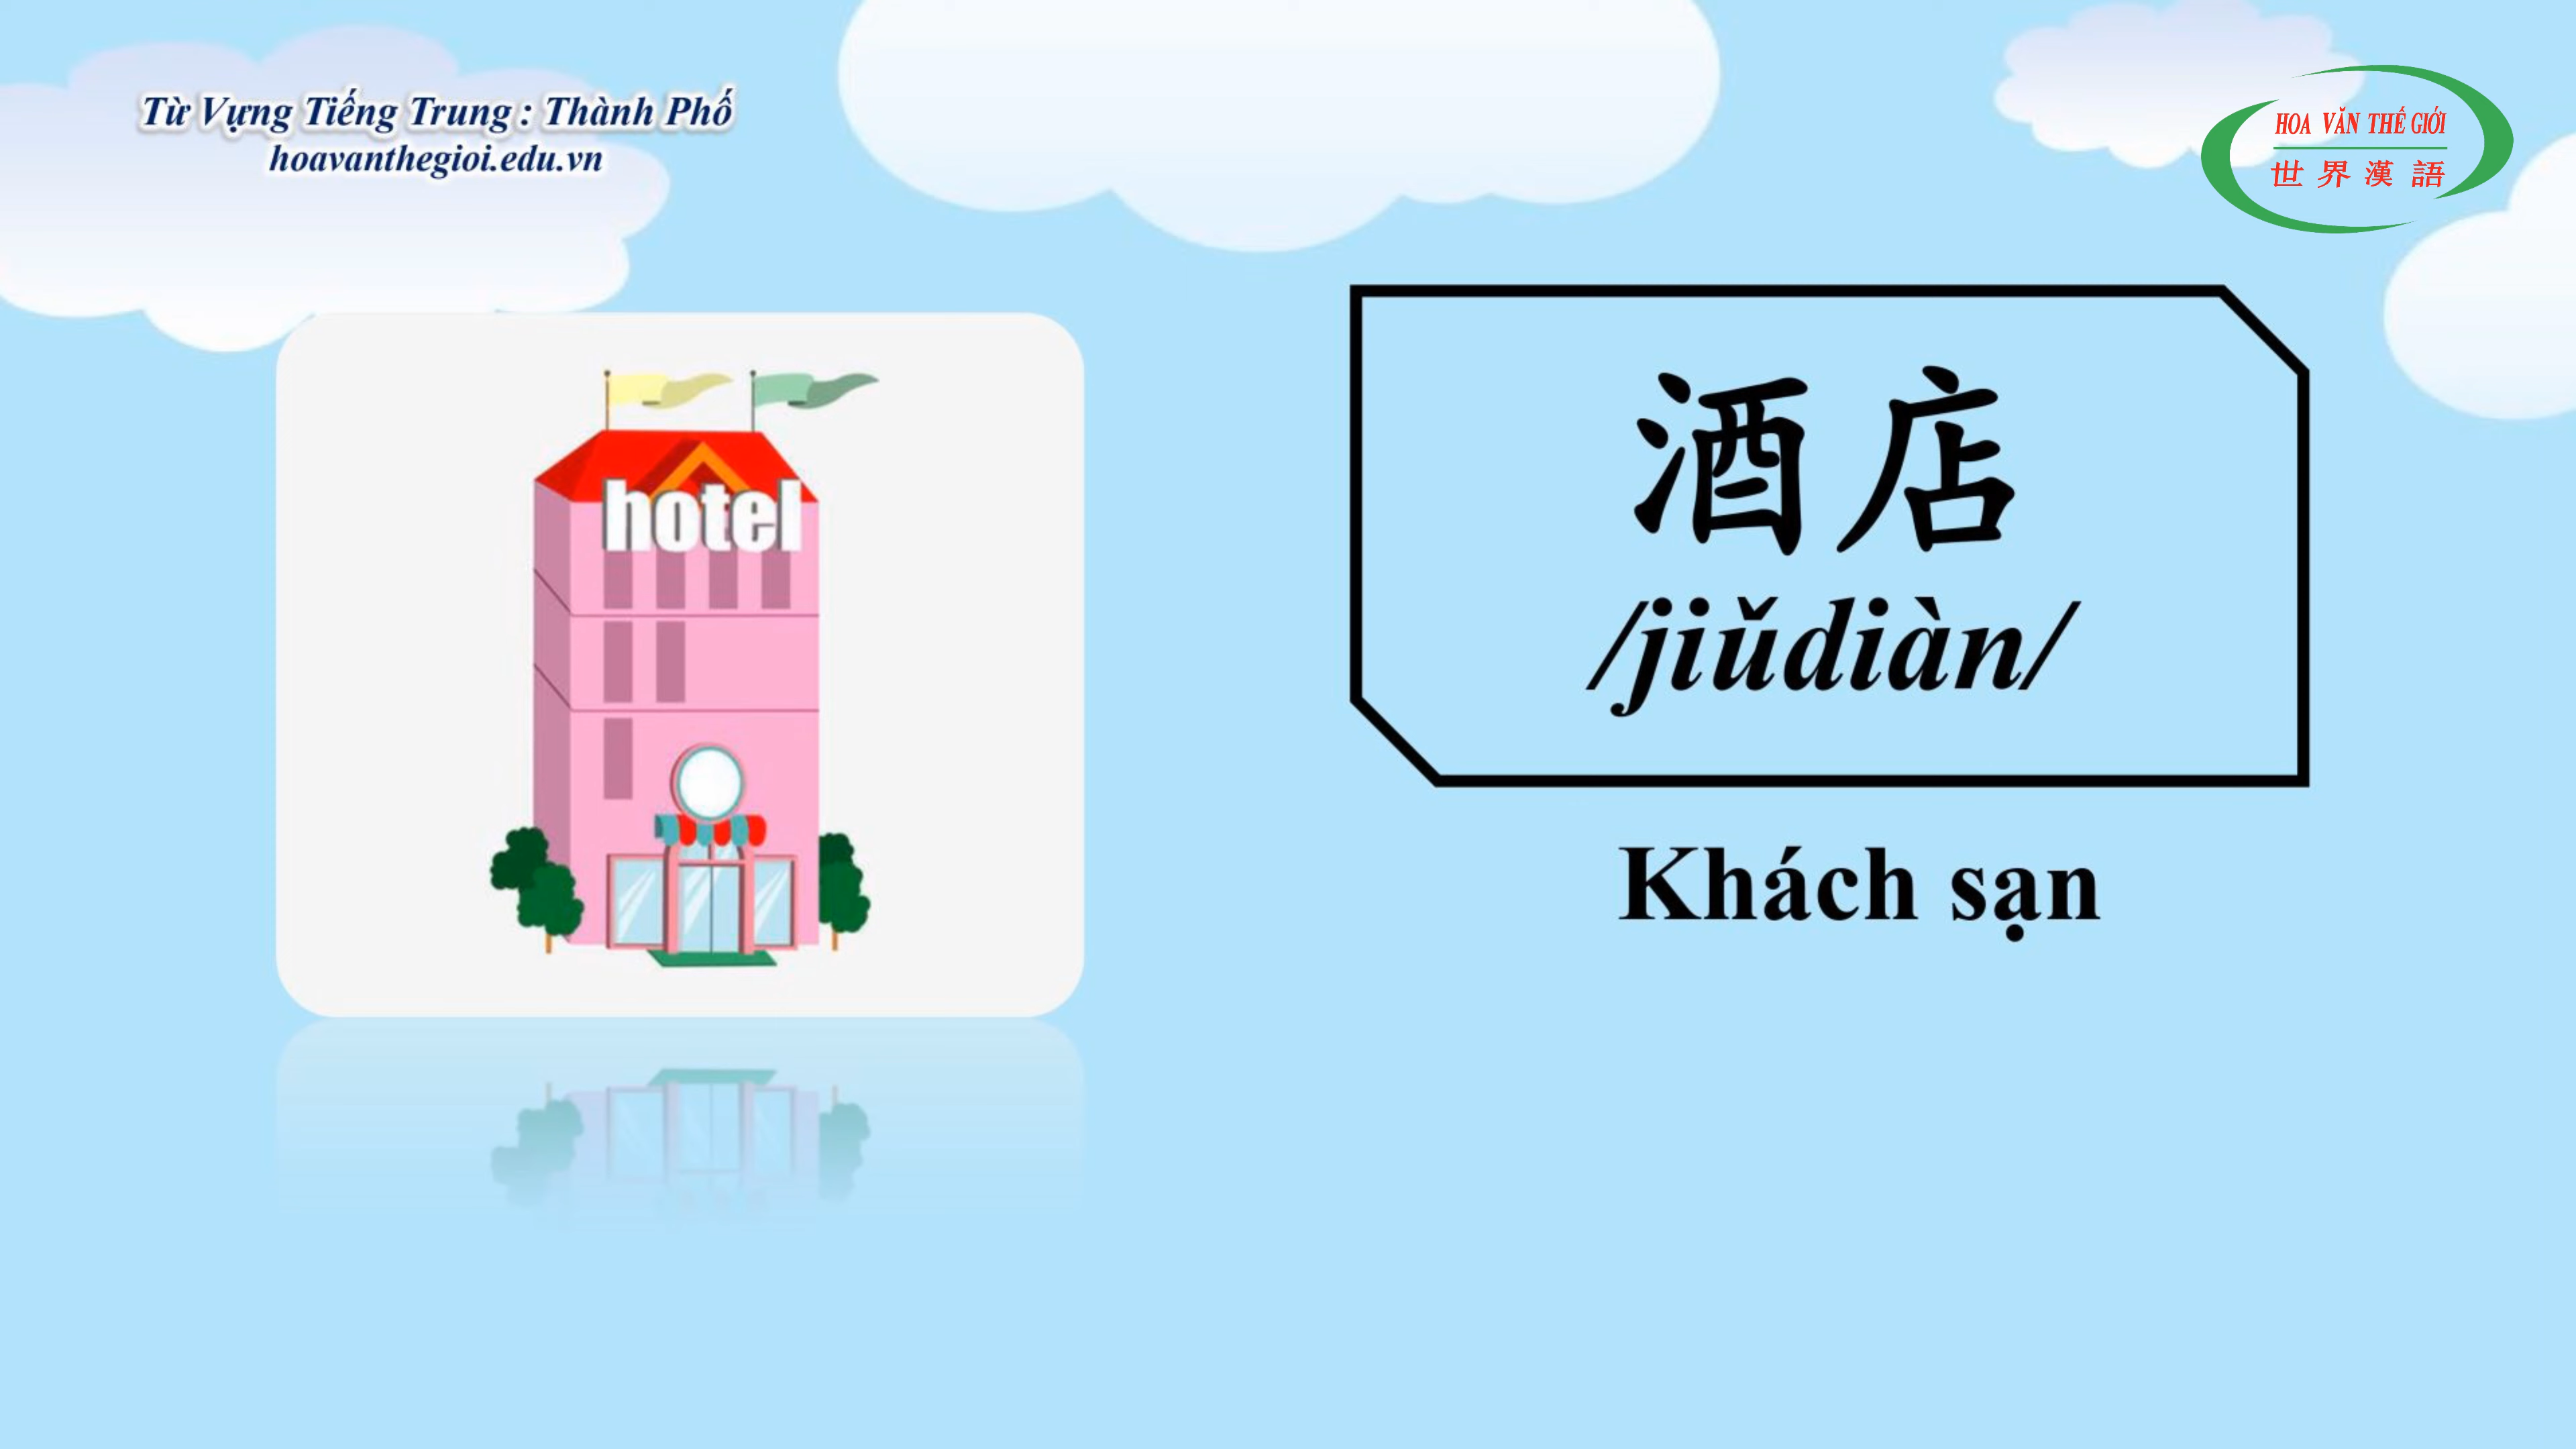 Từ Vựng Tiếng Trung : Thành Phố
hoavanthegioi.edu.vn
HOA VĂN THẾ GIỚI
世界漢語
hotel
酒店
/jiǔdiàn/
Khách sạn